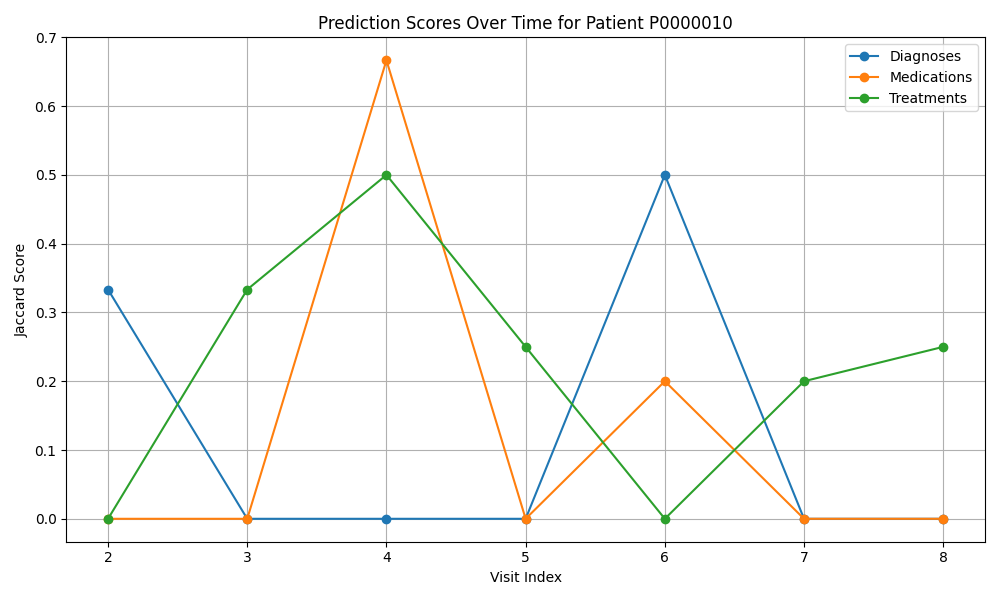 Prediction Scores Over Time for Patient P0000010
Diagnoses
Medications
Treatments
Jaccard Score
0.7
0.6
0.5
0.4
0.3
0.2
0.1
0.0
2 3 4 5 6 7 8
Visit Index